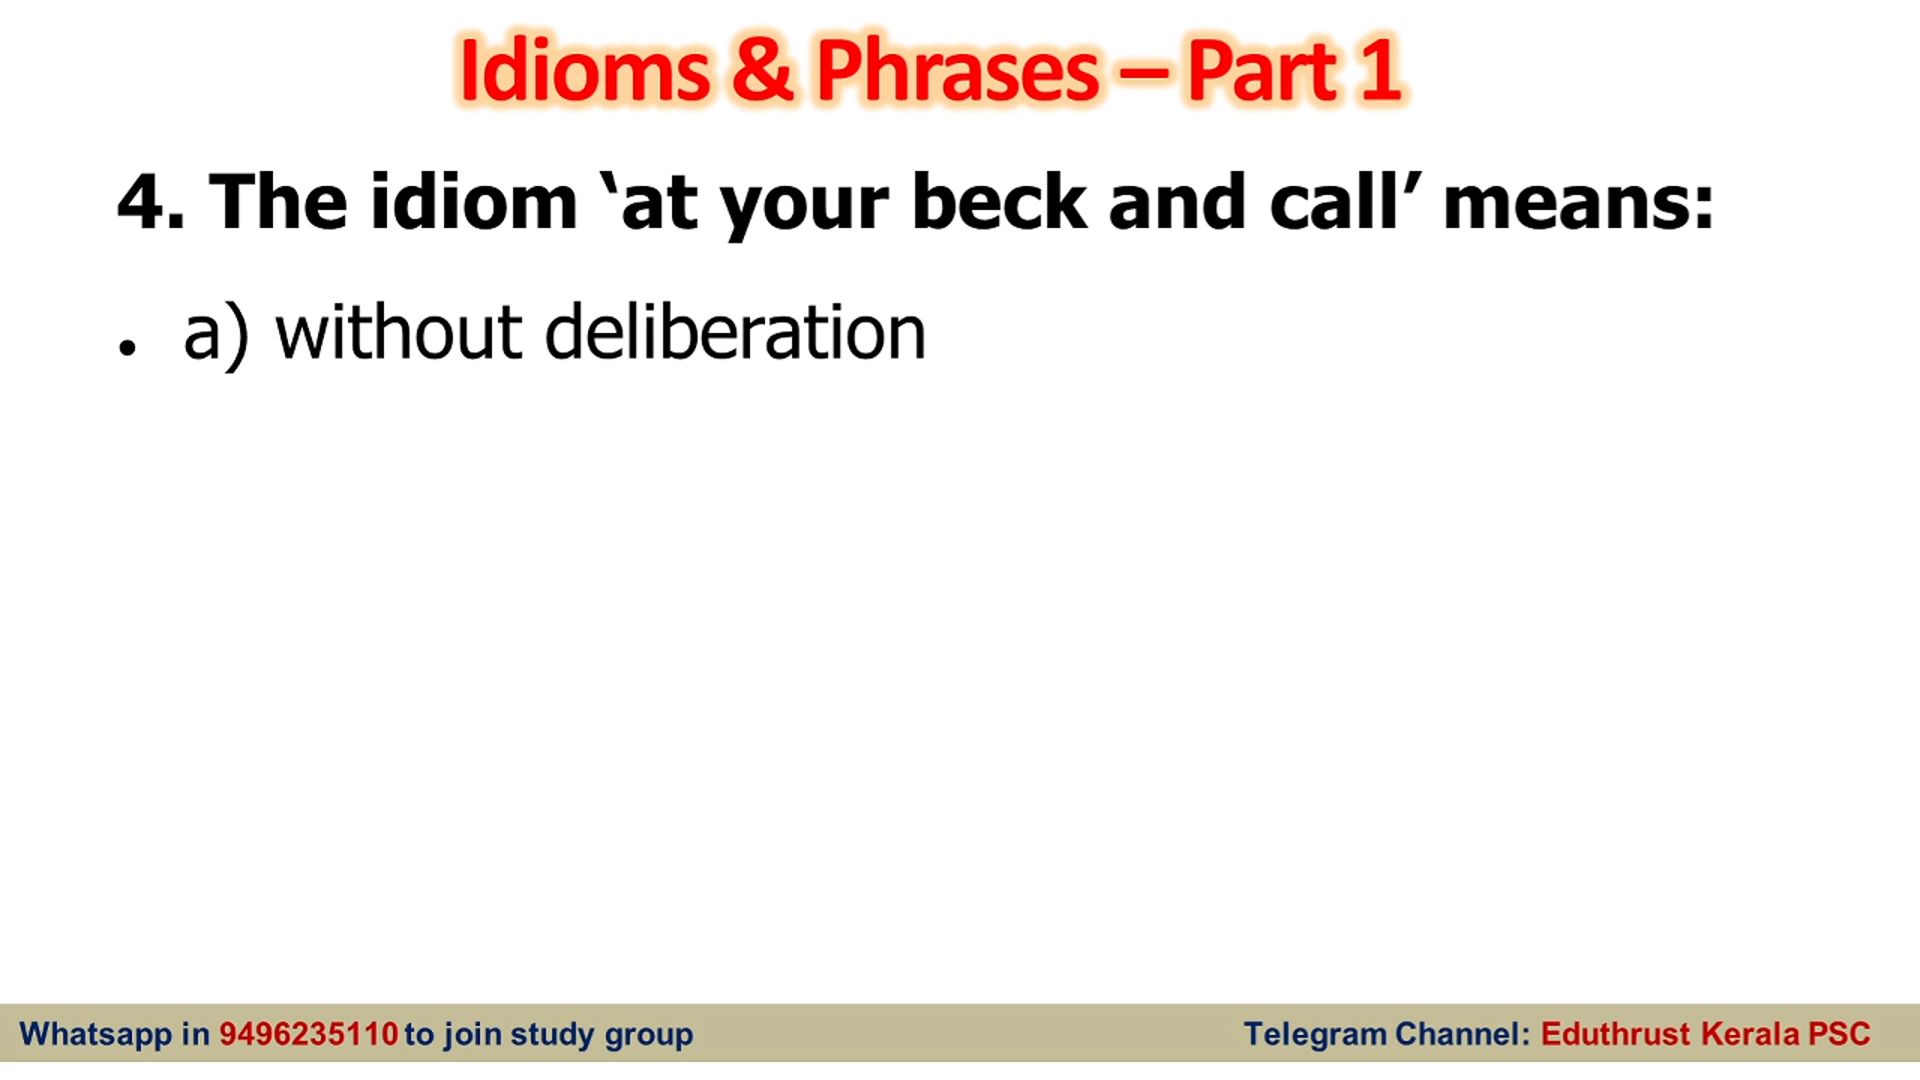 Idioms & Phrases – Part 1
4. The idiom ‘at your beck and call’ means:
• a) without deliberation
Whatsapp in 9496235110 to join study group
Telegram Channel: Eduthrust Kerala PSC